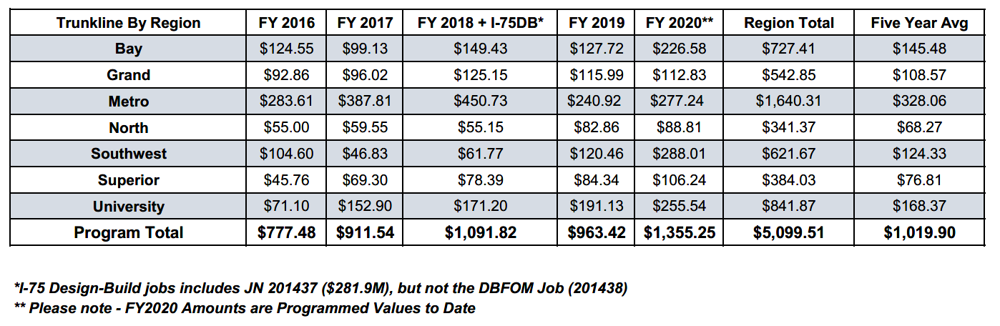 Trunkline By Region FY 2016 FY 2017 FY 2018 + I-75DB* FY 2019 FY 2020** Region Total Five Year Avg
Bay $124.55 $99.13 $149.43 $127.72 $226.58 $727.41 $145.48
Grand $92.86 $96.02 $125.15 $115.99 $112.83 $542.85 $108.57
Metro $283.61 $387.81 $450.73 $240.92 $277.24 $1,640.31 $328.06
North $55.00 $59.55 $55.15 $82.86 $88.81 $341.37 $68.27
Southwest $104.60 $46.83 $61.77 $120.46 $288.01 $621.67 $124.33
Superior $45.76 $69.30 $78.39 $84.34 $106.24 $384.03 $76.81
University $71.10 $152.90 $171.20 $191.13 $255.54 $841.87 $168.37
Program Total $777.48 $911.54 $1,091.82 $963.42 $1,355.25 $5,099.51 $1,019.90
*I-75 Design-Build jobs includes JN 201437 ($281.9M), but not the DBFOM Job (201438)
** Please note - FY2020 Amounts are Programmed Values to Date